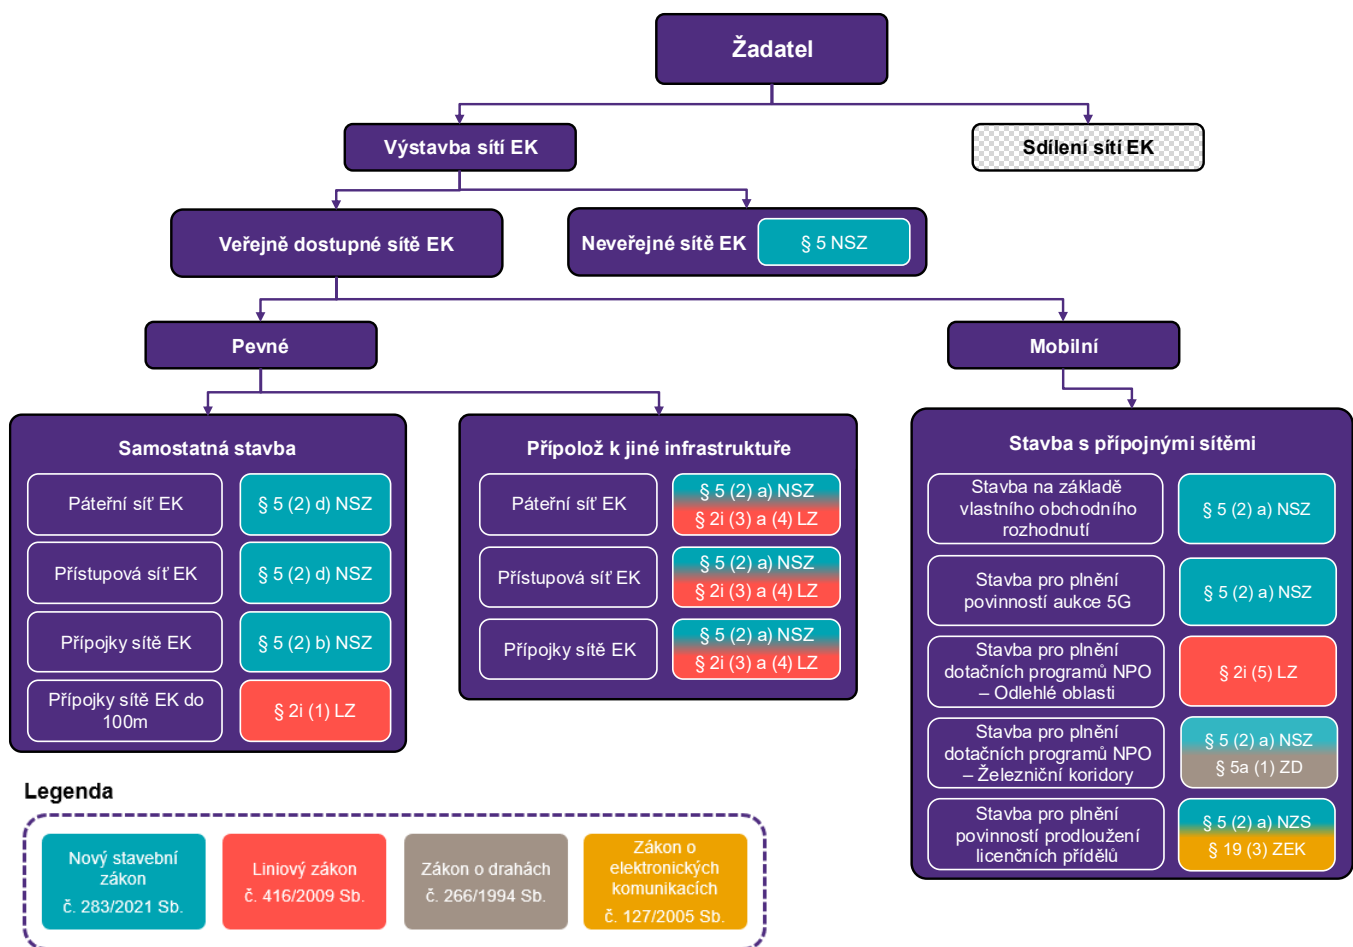 Žadatel
Výstavba sítí EK
Sdílení sítí EK
Veřejně dostupné sítě EK
Neveřejné sítě EK
§ 5 NSZ
Pevné
Mobilní
Samostatná stavba
Páteřní síť EK
§ 5 (2) d) NSZ
Přístupová síť EK
§ 5 (2) d) NSZ
Přípojky sítě EK
§ 5 (2) b) NSZ
Přípojky sítě EK do
100m
§ 2i (1) LZ
Přípolož k jiné infrastruktuře
Páteřní síť EK
§ 5 (2) a) NSZ
§ 2i (3) a (4) LZ
Přístupová síť EK
§ 5 (2) a) NSZ
§ 2i (3) a (4) LZ
Přípojky sítě EK
§ 5 (2) a) NSZ
§ 2i (3) a (4) LZ
Stavba s přípojnými sítěmi
Stavba na základě
vlastního obchodního
rozhodnutí
§ 5 (2) a) NSZ
Stavba pro plnění
povinností aukce 5G
§ 5 (2) a) NSZ
Stavba pro plnění
dotačních programů NPO
– Odlehlé oblasti
§ 2i (5) LZ
Stavba pro plnění
dotačních programů NPO
– Železniční koridory
§ 5 (2) a) NSZ
§ 5a (1) ZD
Stavba pro plnění
povinností prodloužení
licenčních přídělů
§ 5 (2) a) NZS
§ 19 (3) ZEK
Legenda
Nový stavební
zákon
č. 283/2021 Sb.
Liniový zákon
č. 416/2009 Sb.
Zákon o drahách
č. 266/1994 Sb.
Zákon o
elektronických
komunikacích
č. 127/2005 Sb.